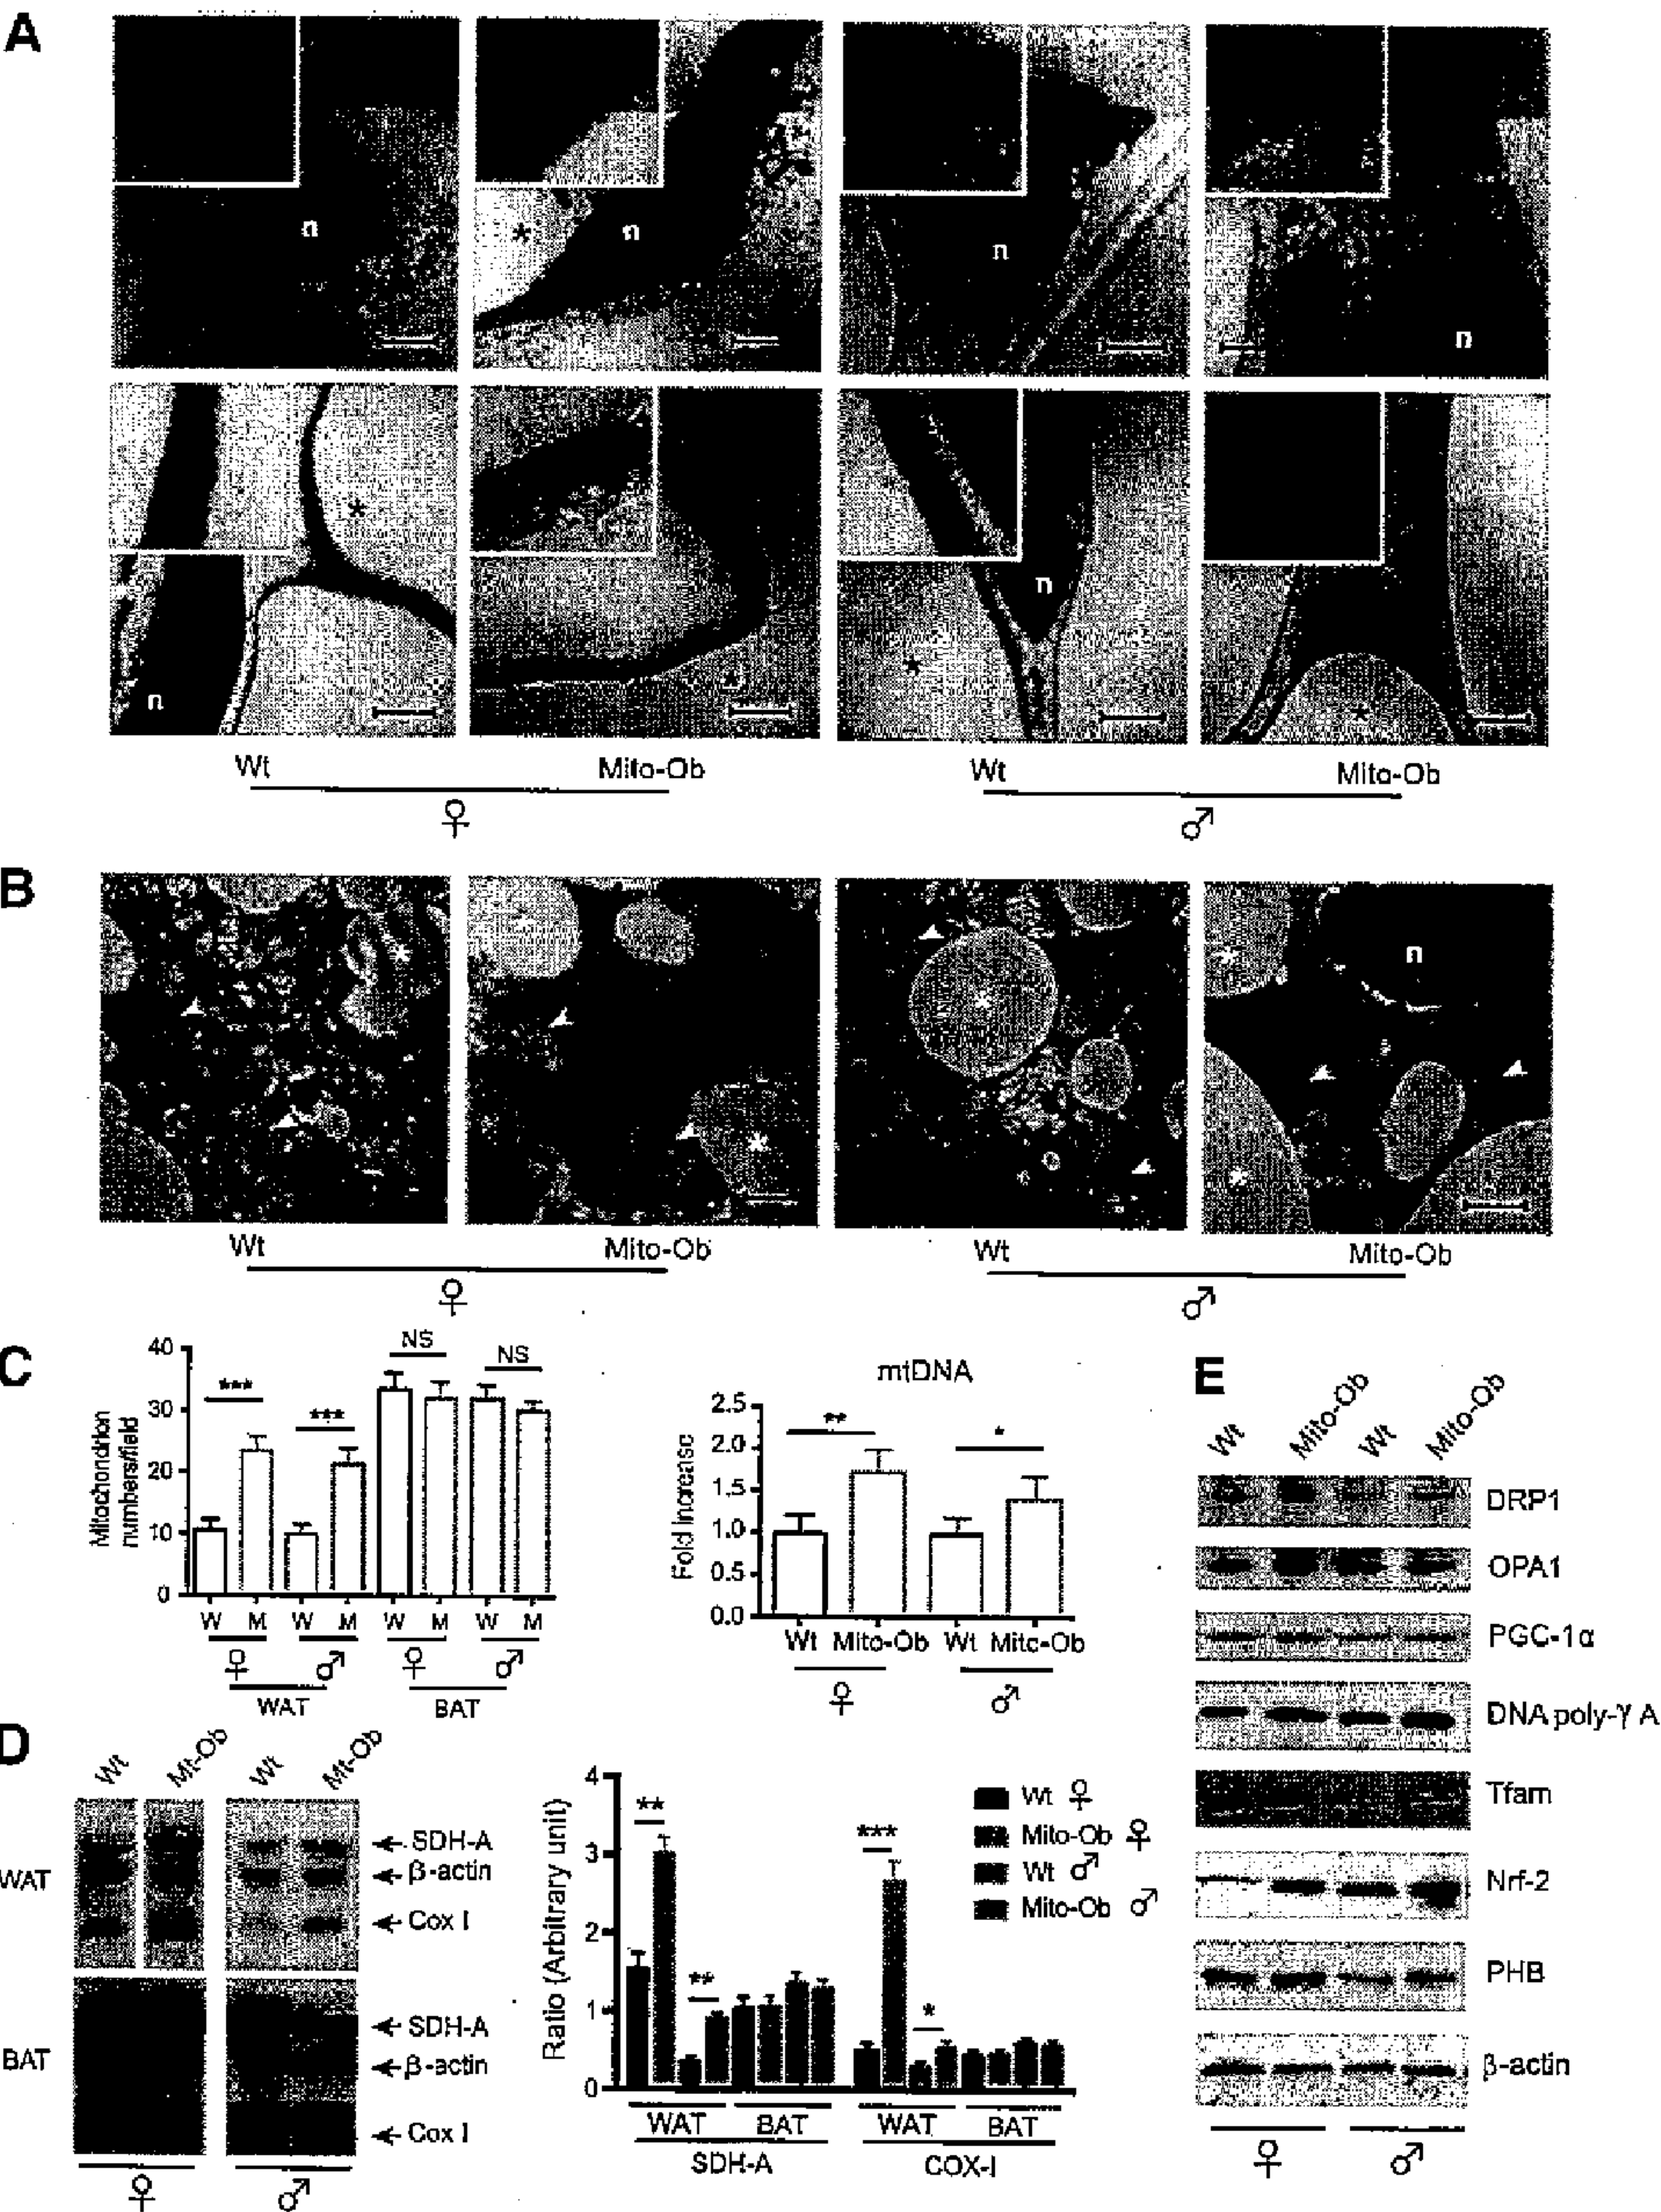 A
n
* n
n
n
*
n
*
n
*
*
Wt Mito-Ob Wt Mito-Ob
♀ ♂
B
*
*
*
n
*
*
Wt Mito-Ob Wt Mito-Ob
♀ ♂
C
Mitochondrion
numbers/field
40
30
20
10
0
***
***
NS
NS
W M W M W M W M
♀ ♂ ♀ ♂
WAT BAT
mtDNA
Fold increase
2.5
2.0
1.5
1.0
0.5
0.0
**
*
Wt Mito-Ob Wt Mito-Ob
♀ ♂
D
Wt Mt-Ob Wt Mt-Ob
WAT
SDH-A
β-actin
Cox I
BAT
SDH-A
β-actin
Cox I
♀ ♂
Ratio (Arbitrary unit)
4
3
2
1
0
**
**
***
*
Wt ♀
Mito-Ob ♀
Wt ♂
Mito-Ob ♂
WAT BAT WAT BAT
SDH-A COX-I
E
Wt Mito-Ob Wt Mito-Ob
DRP1
OPA1
PGC-1α
DNA poly-γ A
Tfam
Nrf-2
PHB
β-actin
♀ ♂